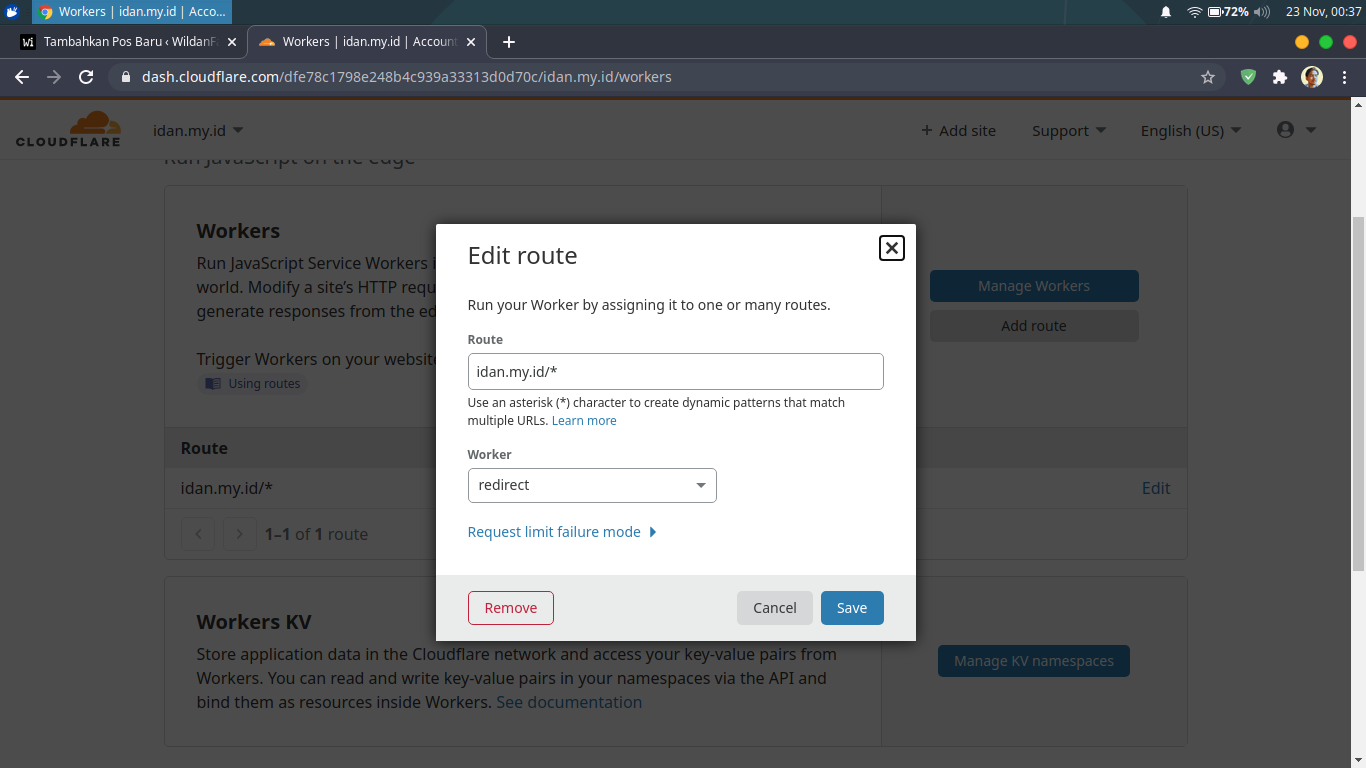 Workers | idan.my.id | Acco...
72%
23 Nov, 00:37
Tambahkan Pos Baru ‹ WildanF
Workers | idan.my.id | Account
dash.cloudflare.com/dfe78c1798e248b4c939a33313d0d70c/idan.my.id/workers
CLOUDFLARE
idan.my.id
+ Add site
Support
English (US)
Run JavaScript on the edge
Workers
Run JavaScript Service Workers i
world. Modify a site's HTTP requ
generate responses from the ed
Trigger Workers on your website
Using routes
Manage Workers
Add route
Edit route
Run your Worker by assigning it to one or many routes.
Route
idan.my.id/*
Use an asterisk (*) character to create dynamic patterns that match
multiple URLs. Learn more
Worker
redirect
Request limit failure mode
Remove
Cancel
Save
Route
idan.my.id/*
Edit
1–1 of 1 route
Workers KV
Store application data in the Cloudflare network and access your key-value pairs from
Workers. You can read and write key-value pairs in your namespaces via the API and
bind them as resources inside Workers. See documentation
Manage KV namespaces